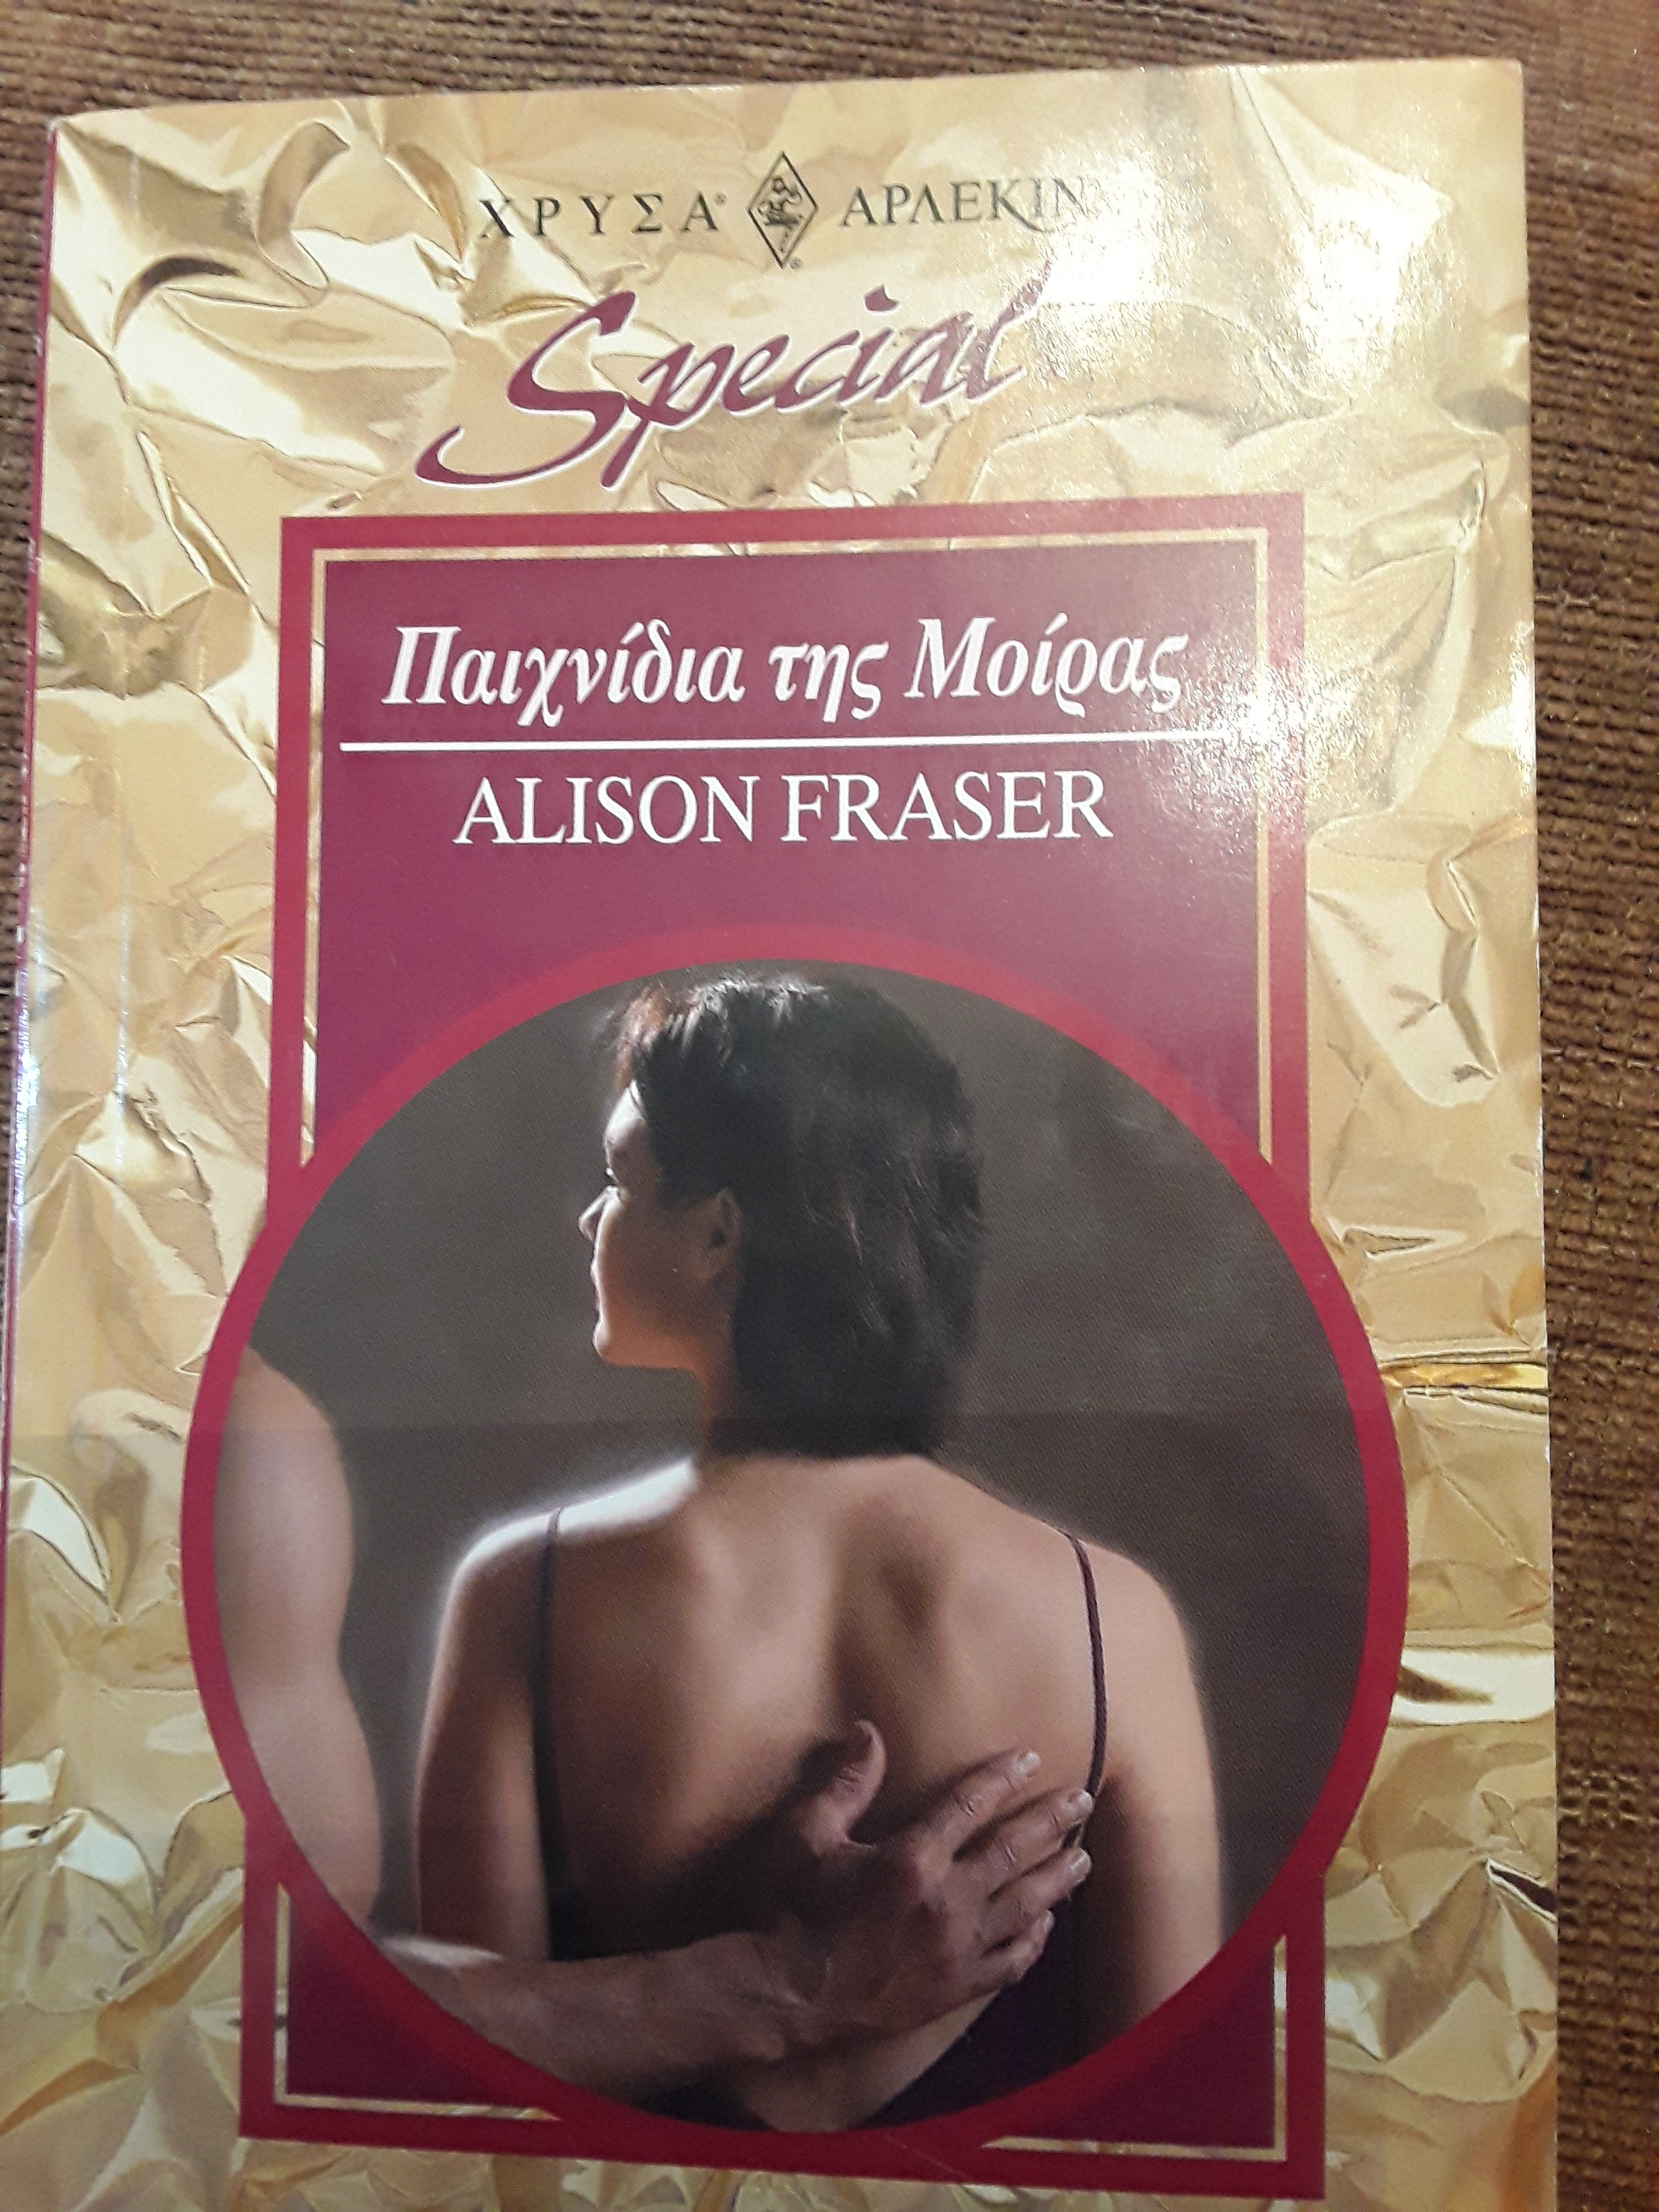 ΧΡΥΣΑ® ® ΑΡΛΕΚΙΝ
Special
Παιχνίδια της Μοίρας
ALISON FRASER